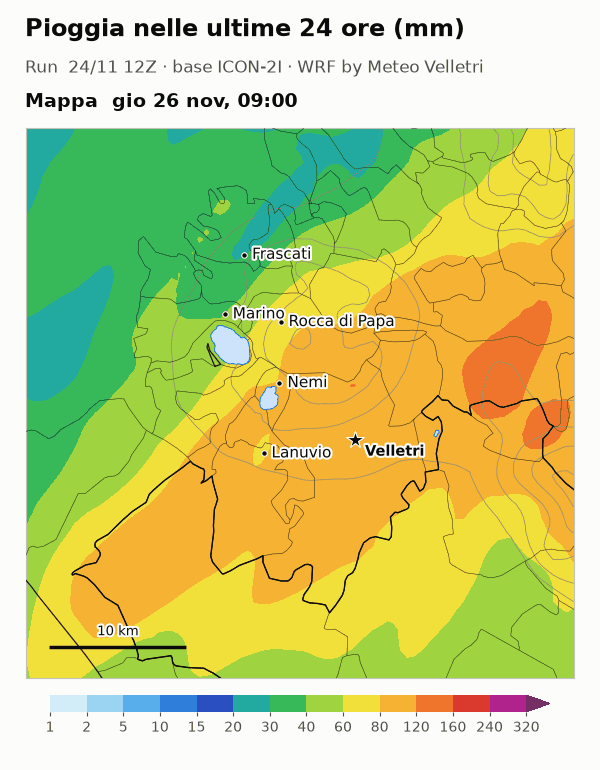 Pioggia nelle ultime 24 ore (mm)
Run  24/11 12Z · base ICON-2I · WRF by Meteo Velletri
Mappa  gio 26 nov, 09:00
Frascati
Marino
Rocca di Papa
Nemi
Velletri
Lanuvio
10 km
1 2 5 10 15 20 30 40 60 80 120 160 240 320